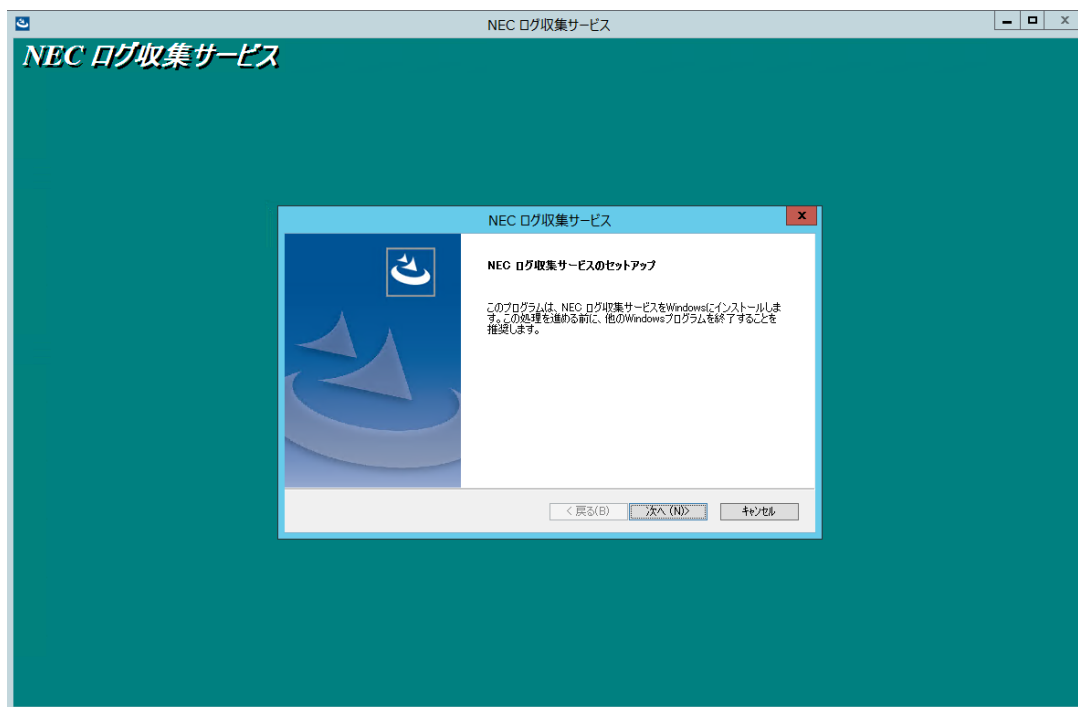 NEC ログ収集サービス
NEC ログ収集サービス
NEC ログ収集サービス
NEC ログ収集サービスのセットアップ
このプログラムは、NEC ログ収集サービスをWindowsにインストールしま
す。この処理を進める前に、他のWindowsプログラムを終了することを
推奨します。
< 戻る(B) 次へ (N)> キャンセル